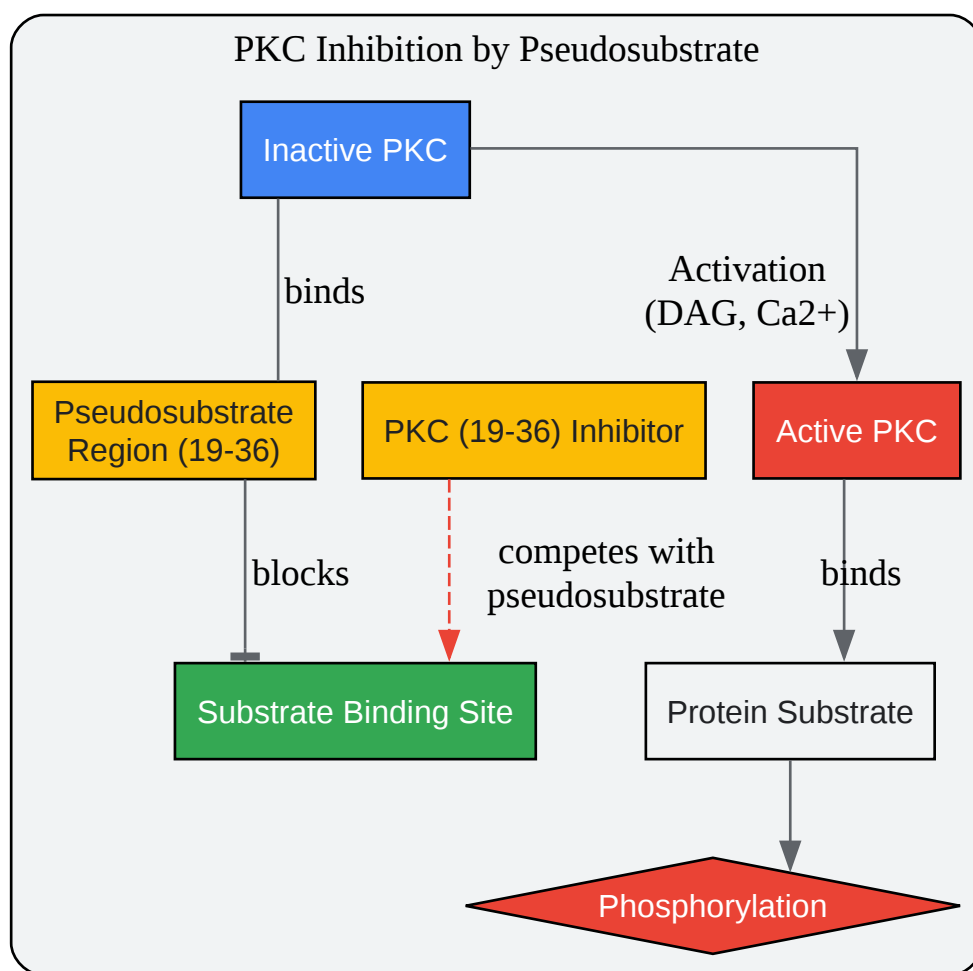 PKC Inhibition by Pseudosubstrate
Inactive PKC
binds
Activation
(DAG, Ca2+)
Pseudosubstrate
Region (19-36)
PKC (19-36) Inhibitor
Active PKC
blocks
competes with
pseudosubstrate
binds
Substrate Binding Site
Protein Substrate
Phosphorylation